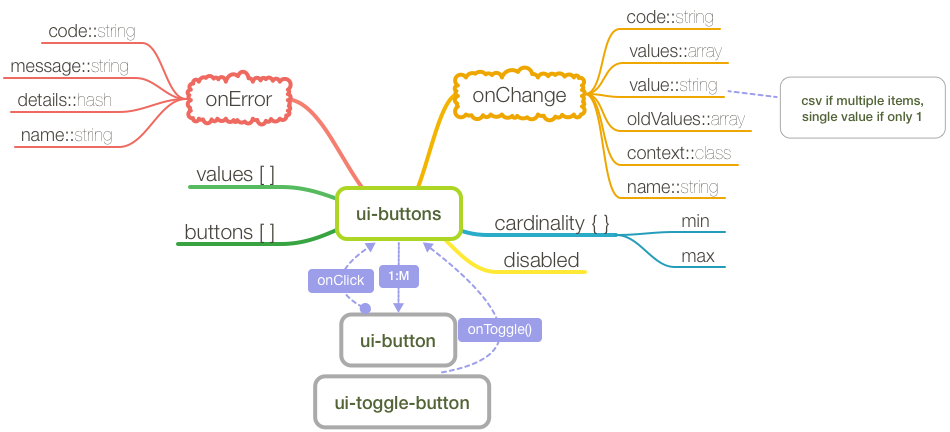 code::string
message::string
details::hash
name::string
onError
onChange
code::string
values::array
value::string
oldValues::array
context::class
name::string
csv if multiple items,
single value if only 1
values [ ]
buttons [ ]
ui-buttons
cardinality { }
min
max
disabled
onClick
1:M
onToggle()
ui-button
ui-toggle-button